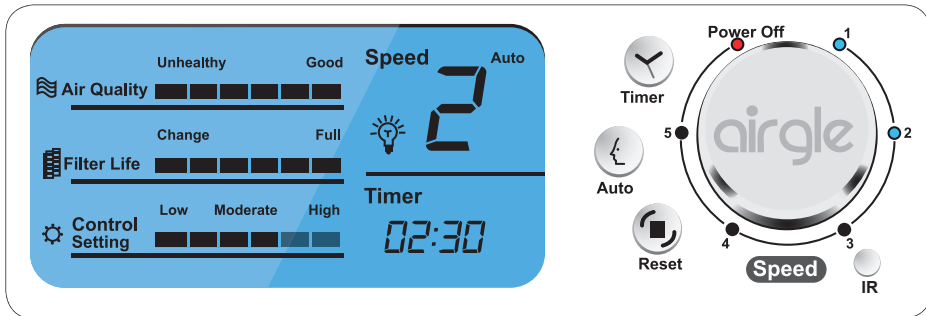 Unhealthy Good
Air Quality
Change Full
Filter Life
Low Moderate High
Control
Setting
Speed Auto
2
Timer
02:30
Power Off
1
2
3
4
5
airgle
Timer
Auto
Reset
Speed
IR